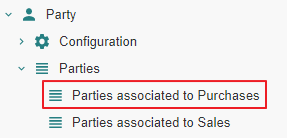 Party
Configuration
Parties
Parties associated to Purchases
Parties associated to Sales